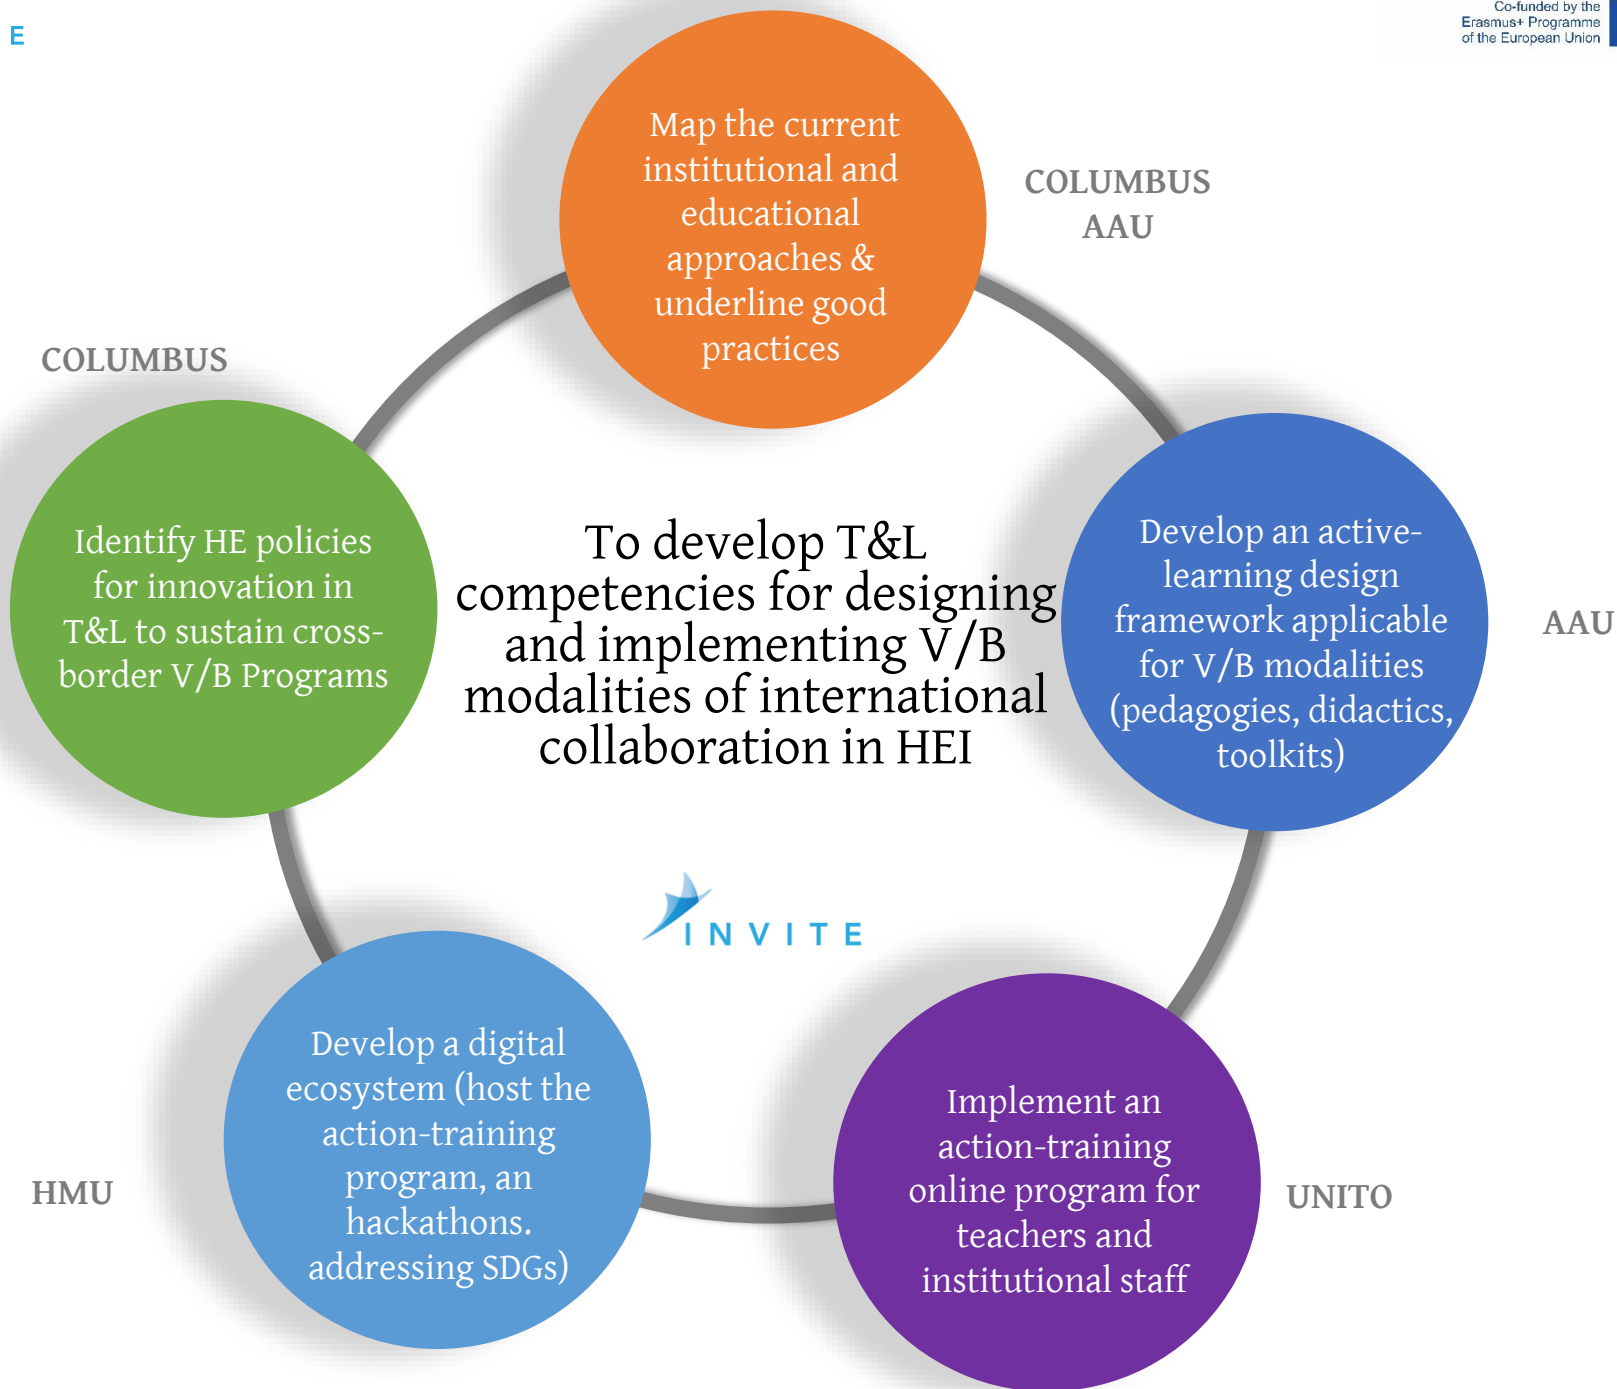 E
Co-funded by the
Erasmus+ Programme
of the European Union
Map the current
institutional and
educational
approaches &
underline good
practices
COLUMBUS
AAU
COLUMBUS
Identify HE policies
for innovation in
T&L to sustain cross-
border V/B Programs
To develop T&L
competencies for designing
and implementing V/B
modalities of international
collaboration in HEI
Develop an active-
learning design
framework applicable
for V/B modalities
(pedagogies, didactics,
toolkits)
AAU
INVITE
Develop a digital
ecosystem (host the
action-training
program, an
hackathons.
addressing SDGs)
HMU
Implement an
action-training
online program for
teachers and
institutional staff
UNITO